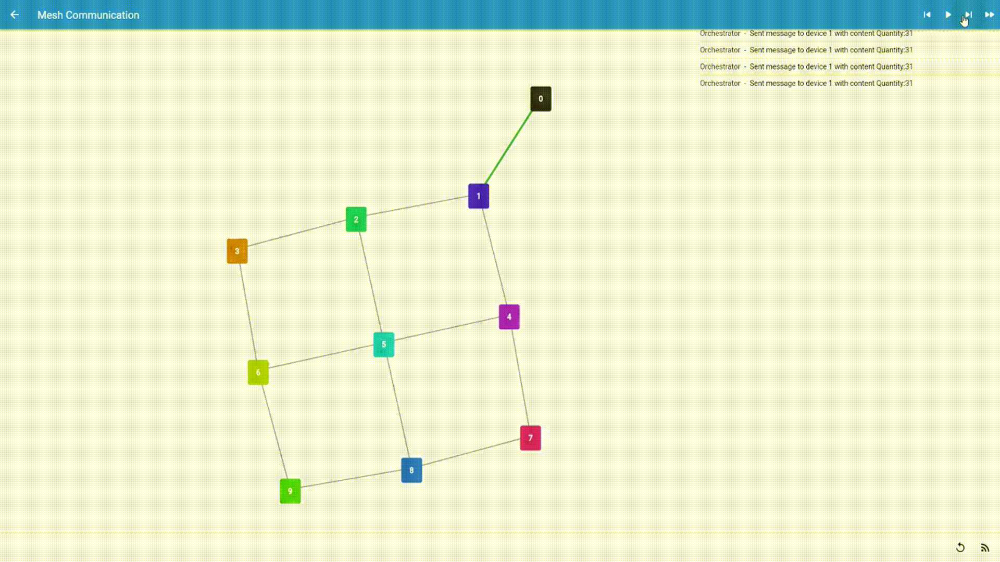 Mesh Communication
Orchestrator - Sent message to device 1 with content Quantity:31
Orchestrator - Sent message to device 1 with content Quantity:31
Orchestrator - Sent message to device 1 with content Quantity:31
Orchestrator - Sent message to device 1 with content Quantity:31
0
1
2
3
4
5
6
7
8
9